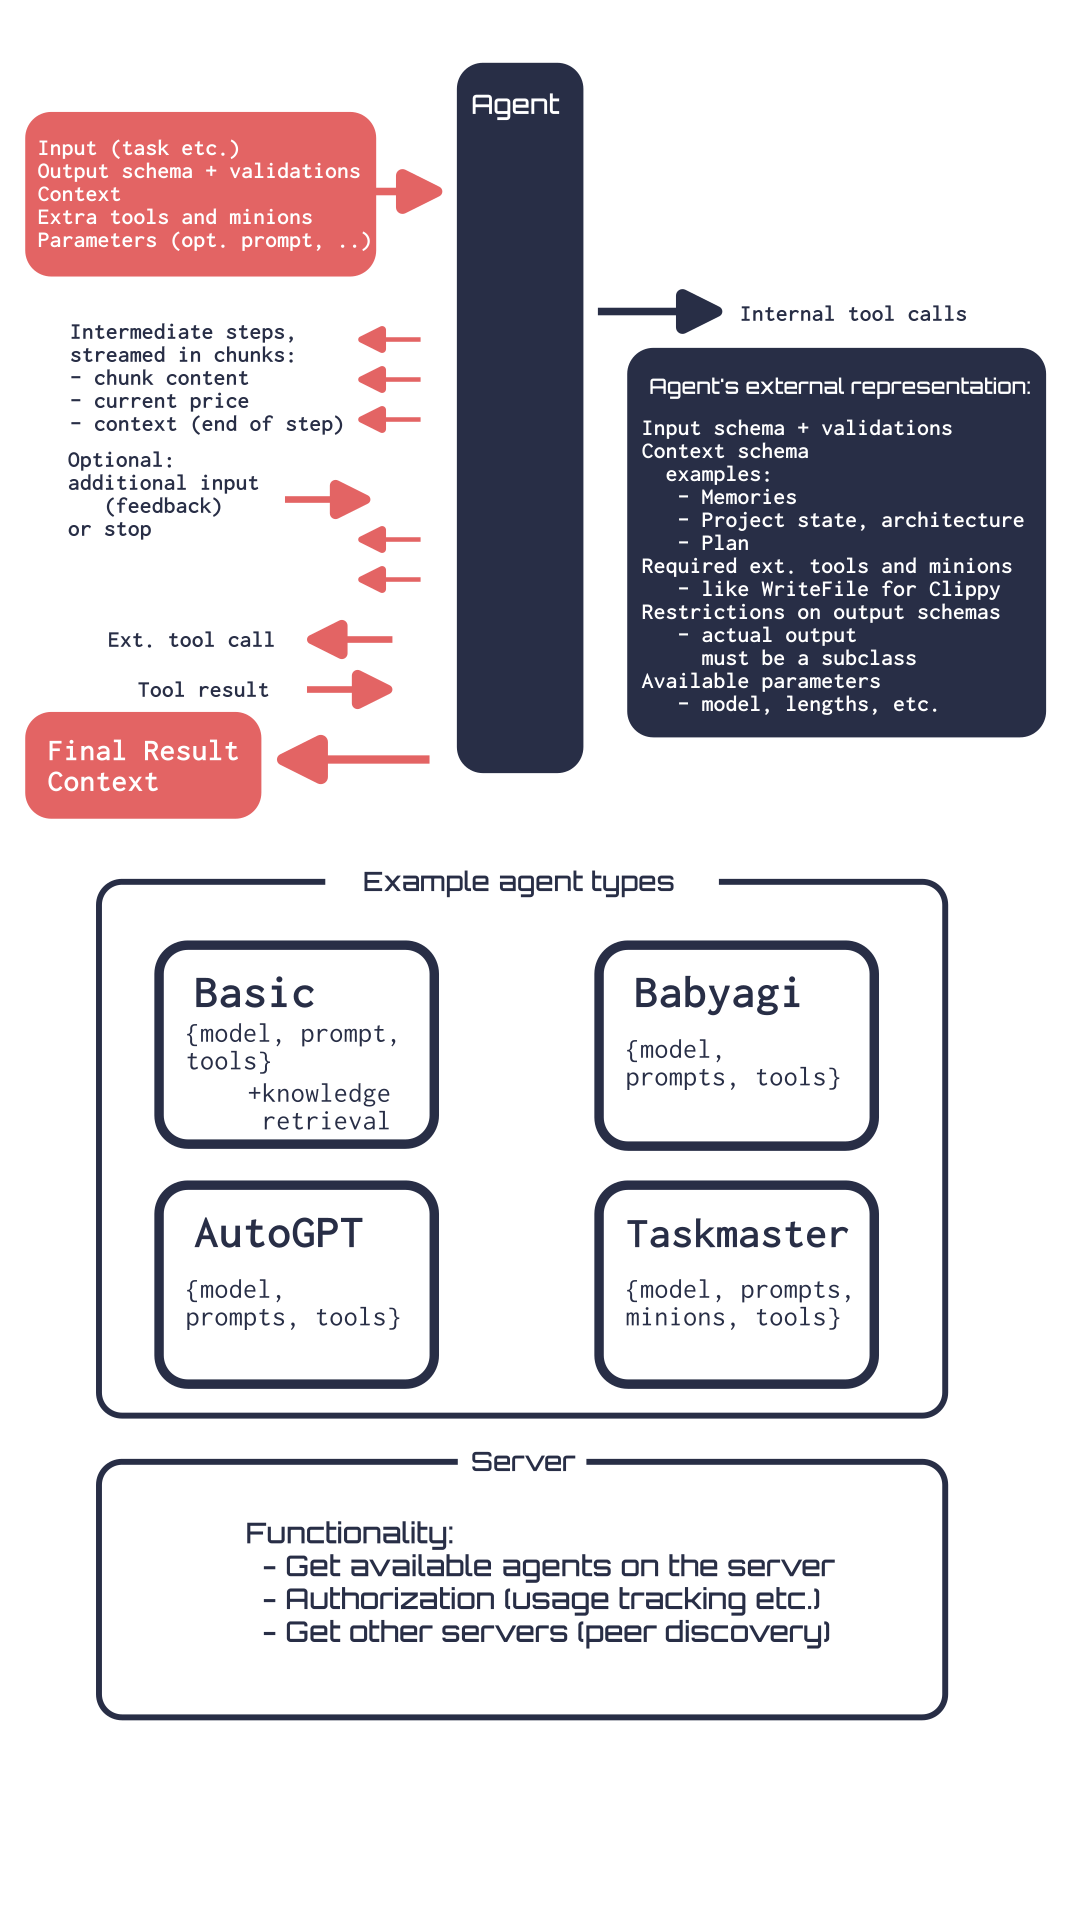 Agent
Input (task etc.)
Output schema + validations
Context
Extra tools and minions
Parameters (opt. prompt, ..)
Internal tool calls
Intermediate steps,
streamed in chunks:
- chunk content
- current price
- context (end of step)
Optional:
additional input
(feedback)
or stop
Ext. tool call
Tool result
Final Result
Context
Agent's external representation:
Input schema + validations
Context schema
examples:
- Memories
- Project state, architecture
- Plan
Required ext. tools and minions
- like WriteFile for Clippy
Restrictions on output schemas
- actual output
must be a subclass
Available parameters
- model, lengths, etc.
Example agent types
Basic
{model, prompt,
tools}
+knowledge
retrieval
Babyagi
{model,
prompts, tools}
AutoGPT
{model,
prompts, tools}
Taskmaster
{model, prompts,
minions, tools}
Server
Functionality:
- Get available agents on the server
- Authorization (usage tracking etc.)
- Get other servers (peer discovery)